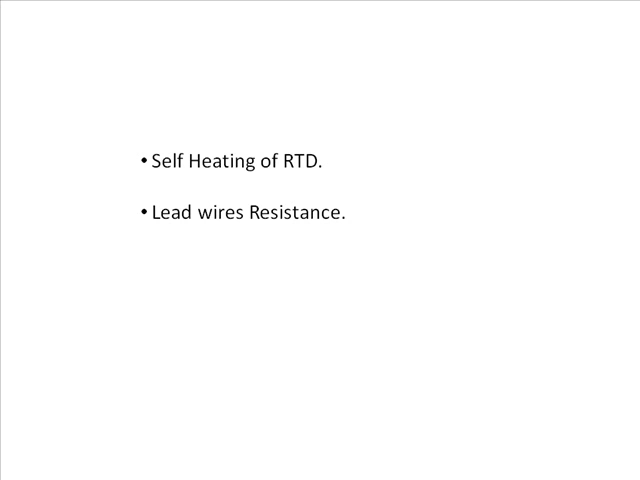 • Self Heating of RTD.
• Lead wires Resistance.